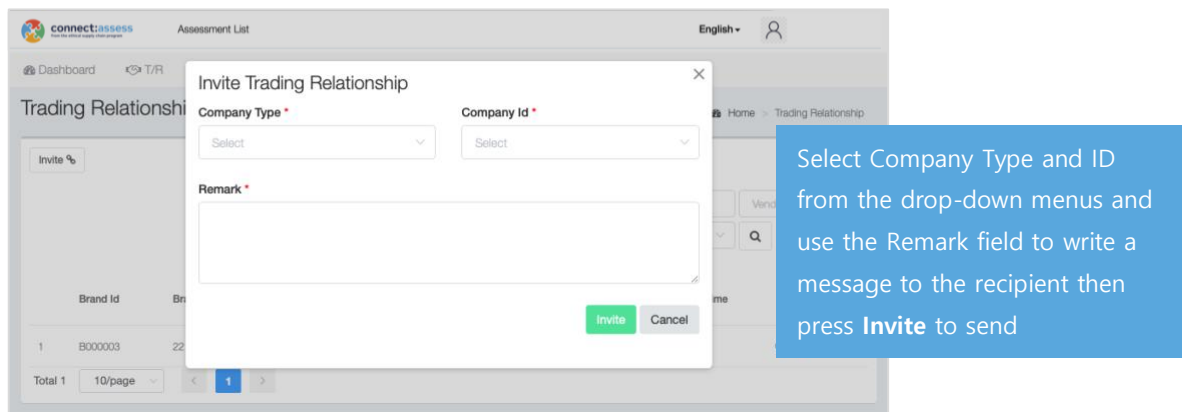 connect:assess
from the ethical supply chain program
Assessment List
English
Dashboard
T/R
Trading Relationshi
Home > Trading Relationship
Invite
Invite Trading Relationship
Company Type *
Company Id *
Select
Select
Remark *
Invite
Cancel
Vend
Brand Id
Br
me
1
B000003
22
Total 1
10/page
<
1
>
Select Company Type and ID
from the drop-down menus and
use the Remark field to write a
message to the recipient then
press Invite to send